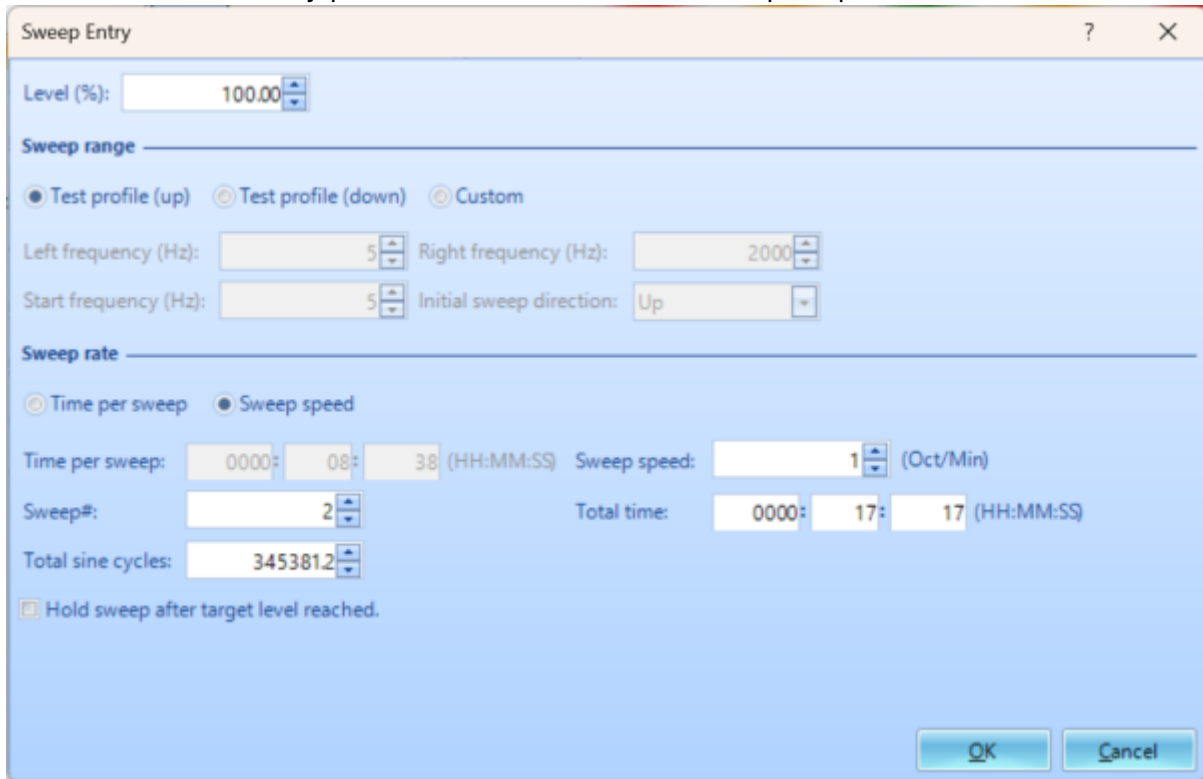 Sweep Entry ? ×
Level (%): 100.00
Sweep range
Test profile (up) Test profile (down) Custom
Left frequency (Hz): 5 Right frequency (Hz): 2000
Start frequency (Hz): 5 Initial sweep direction: Up
Sweep rate
Time per sweep Sweep speed
Time per sweep: 0000: 08: 38 (HH:MM:SS) Sweep speed: 1 (Oct/Min)
Sweep#: 2 Total time: 0000: 17: 17 (HH:MM:SS)
Total sine cycles: 345381.2
Hold sweep after target level reached.
OK Cancel